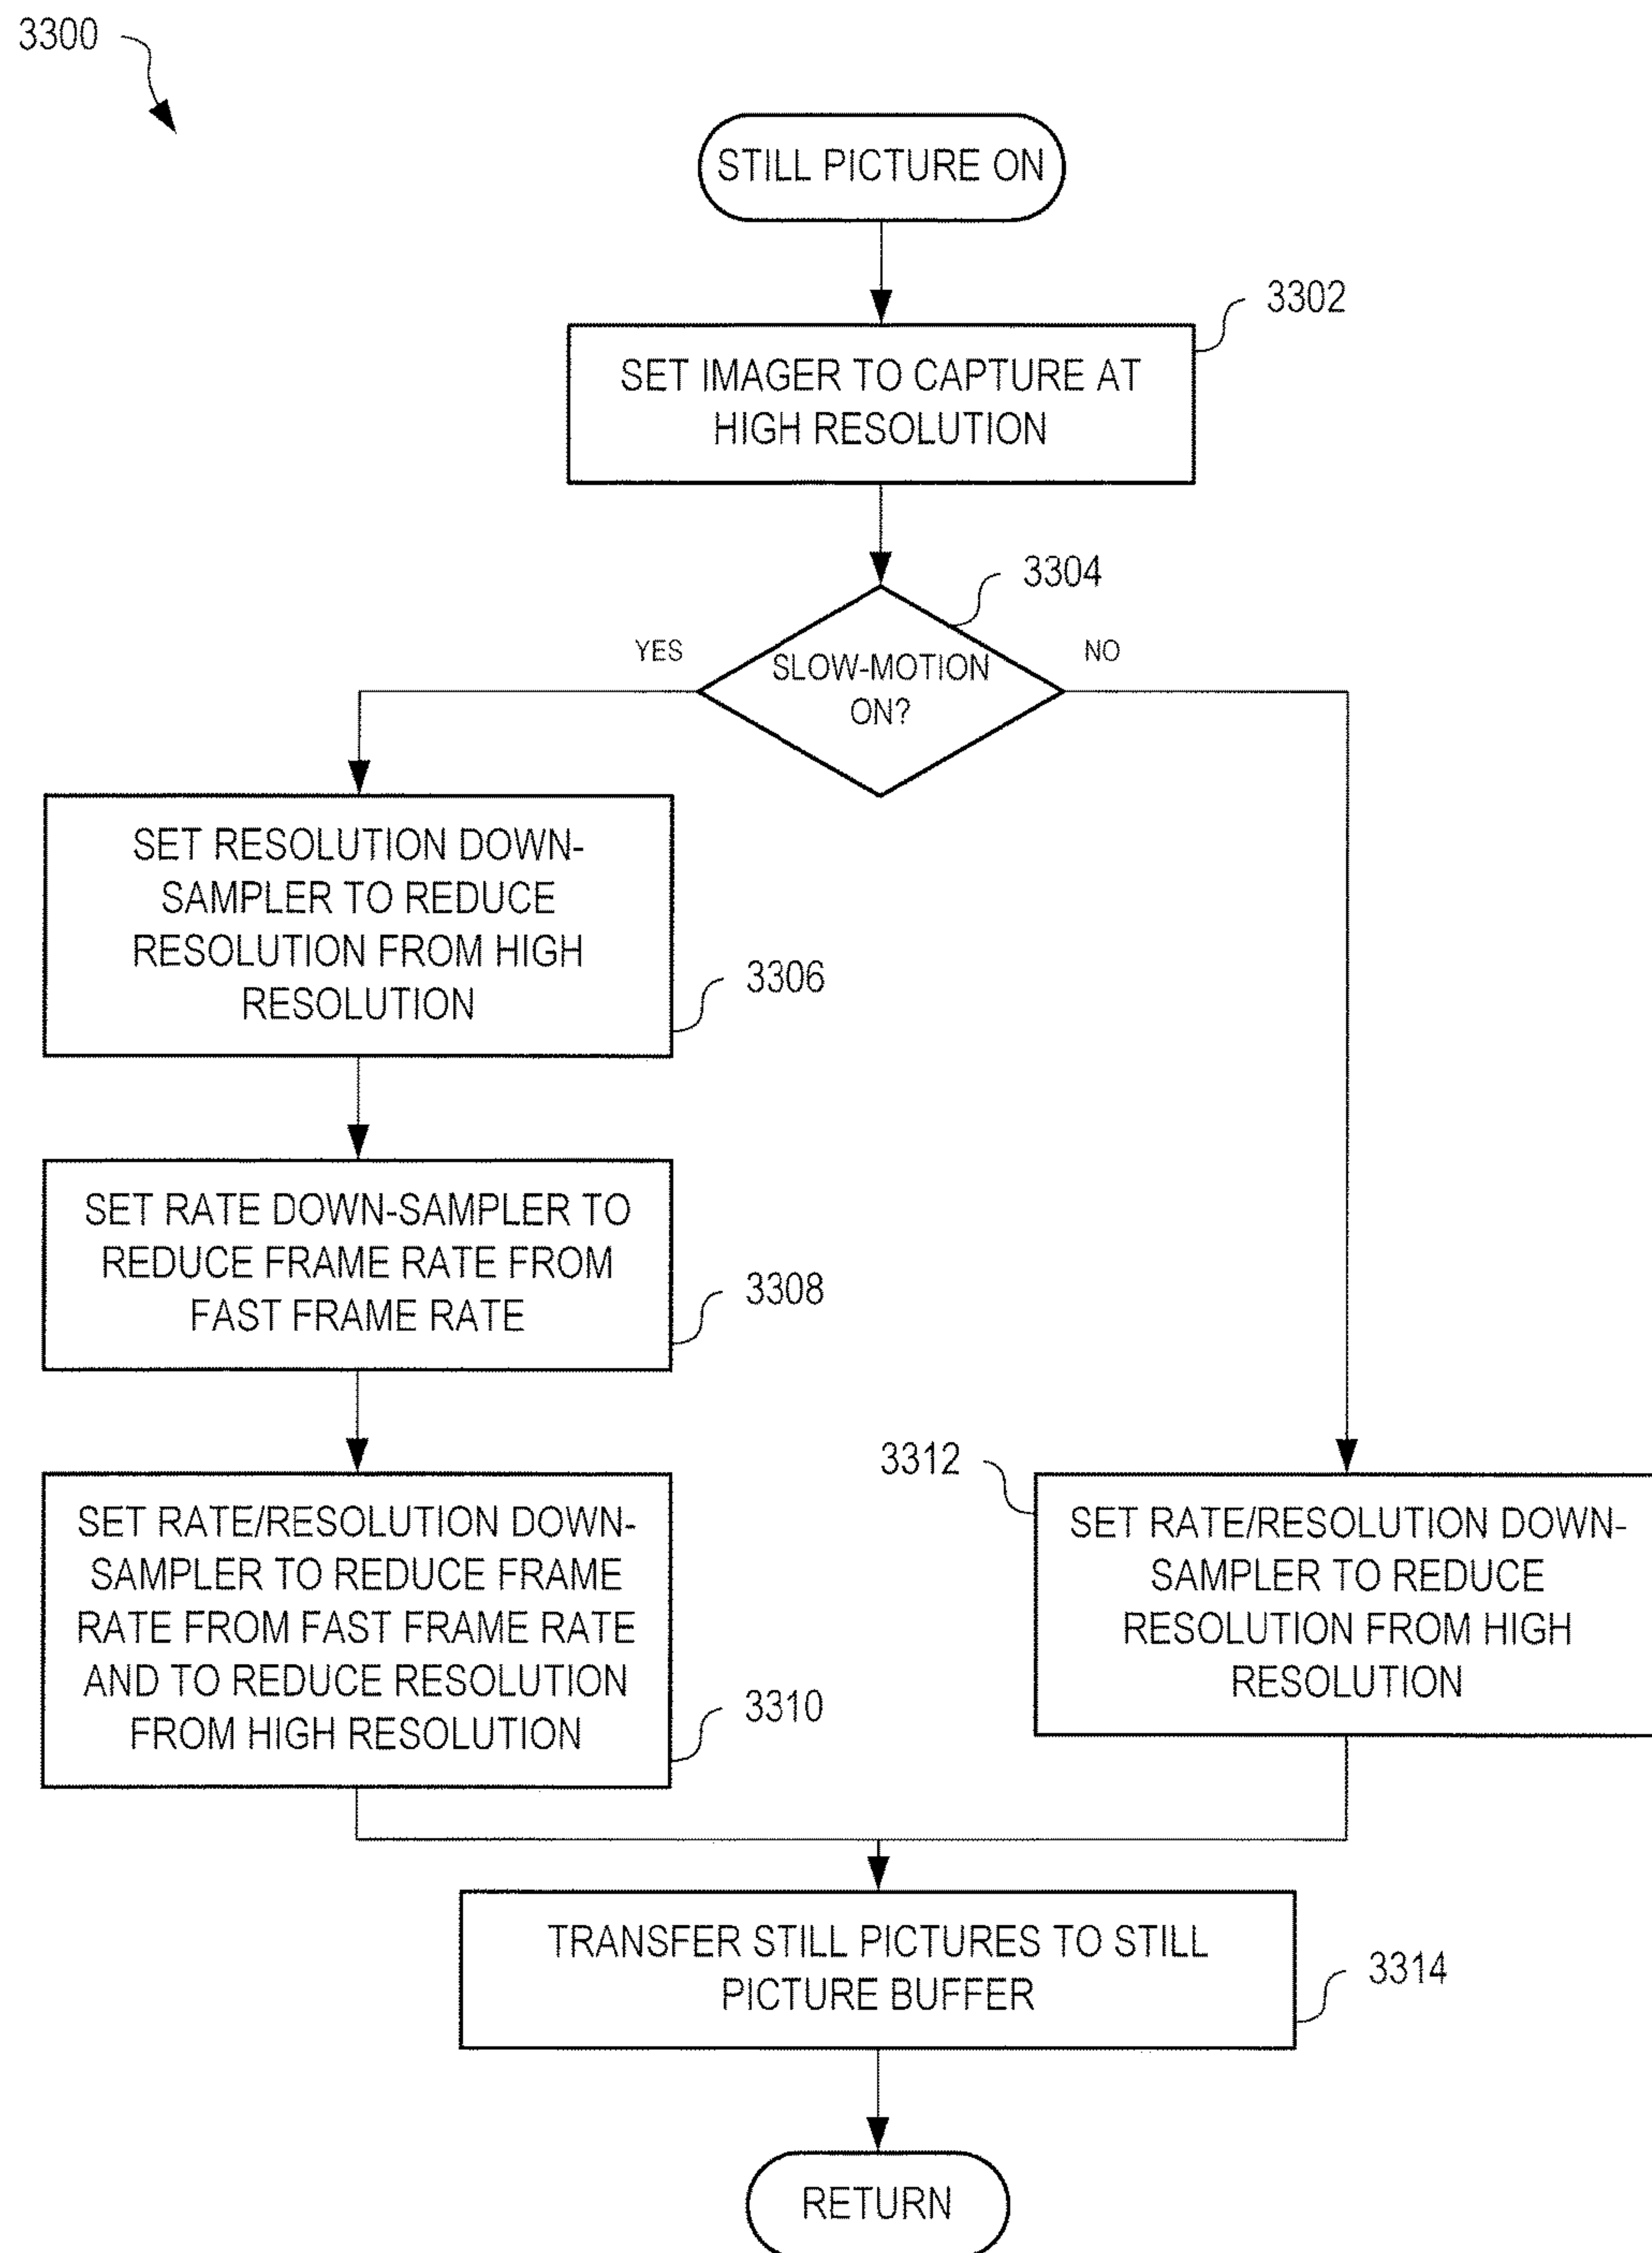 3300
STILL PICTURE ON
3302
SET IMAGER TO CAPTURE AT
HIGH RESOLUTION
3304
YES
SLOW-MOTION
ON?
NO
SET RESOLUTION DOWN-
SAMPLER TO REDUCE
RESOLUTION FROM HIGH
RESOLUTION
3306
SET RATE DOWN-SAMPLER TO
REDUCE FRAME RATE FROM
FAST FRAME RATE
3308
SET RATE/RESOLUTION DOWN-
SAMPLER TO REDUCE FRAME
RATE FROM FAST FRAME RATE
AND TO REDUCE RESOLUTION
FROM HIGH RESOLUTION
3310
3312
SET RATE/RESOLUTION DOWN-
SAMPLER TO REDUCE
RESOLUTION FROM HIGH
RESOLUTION
TRANSFER STILL PICTURES TO STILL
PICTURE BUFFER
3314
RETURN